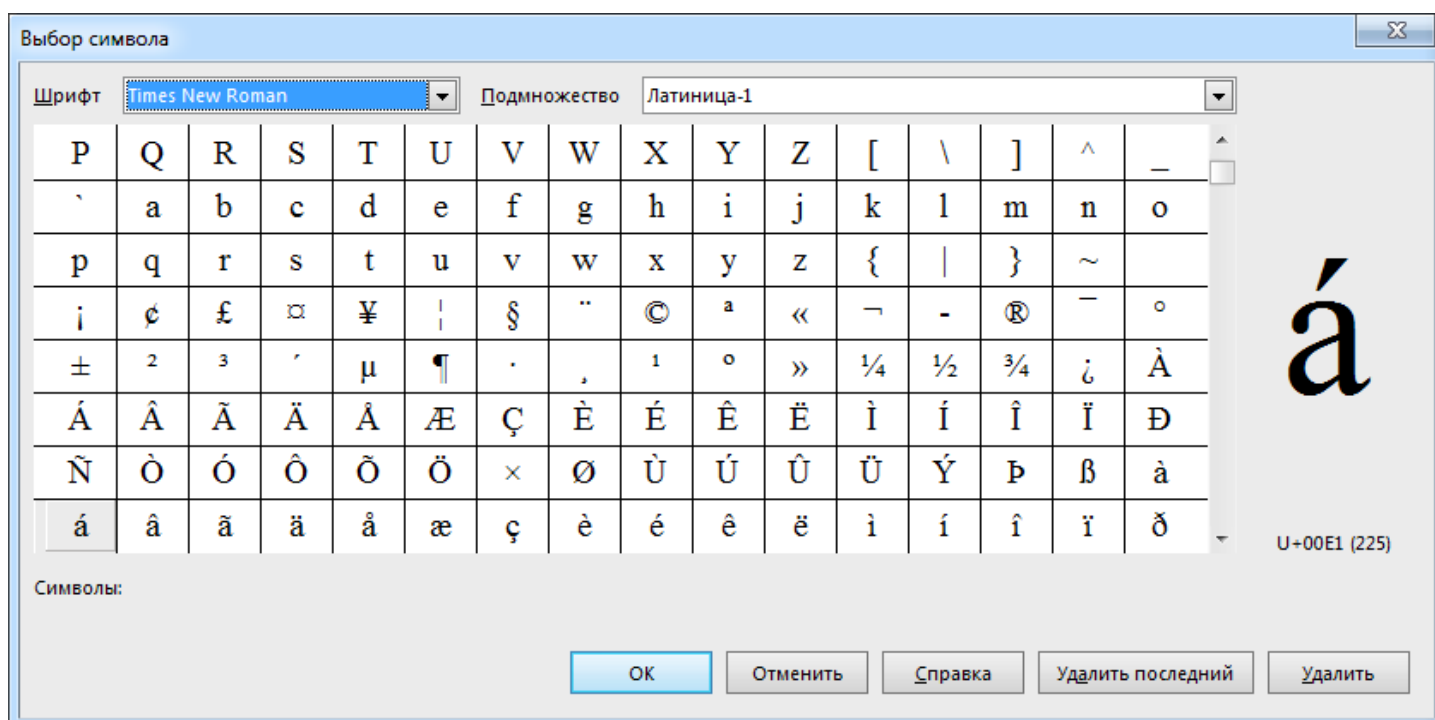 Выбор символа
Шрифт Times New Roman Подмножество Латиница-1
P Q R S T U V W X Y Z [ \ ] ^ _
` a b c d e f g h i j k l m n o
p q r s t u v w x y z { | } ~
¡ ¢ £ ¤ ¥ ¦ § ¨ © ª « ¬ - ® ¯ °
± ² ³ ´ µ ¶ · ¸ ¹ º » ¼ ½ ¾ ¿ À
Á Â Ã Ä Å Æ Ç È É Ê Ë Ì Í Î Ï Ð
Ñ Ò Ó Ô Õ Ö × Ø Ù Ú Û Ü Ý Þ ß à
á â ã ä å æ ç è é ê ë ì í î ï ð
á
U+00E1 (225)
Символы:
ОК Отменить Справка Удалить последний Удалить